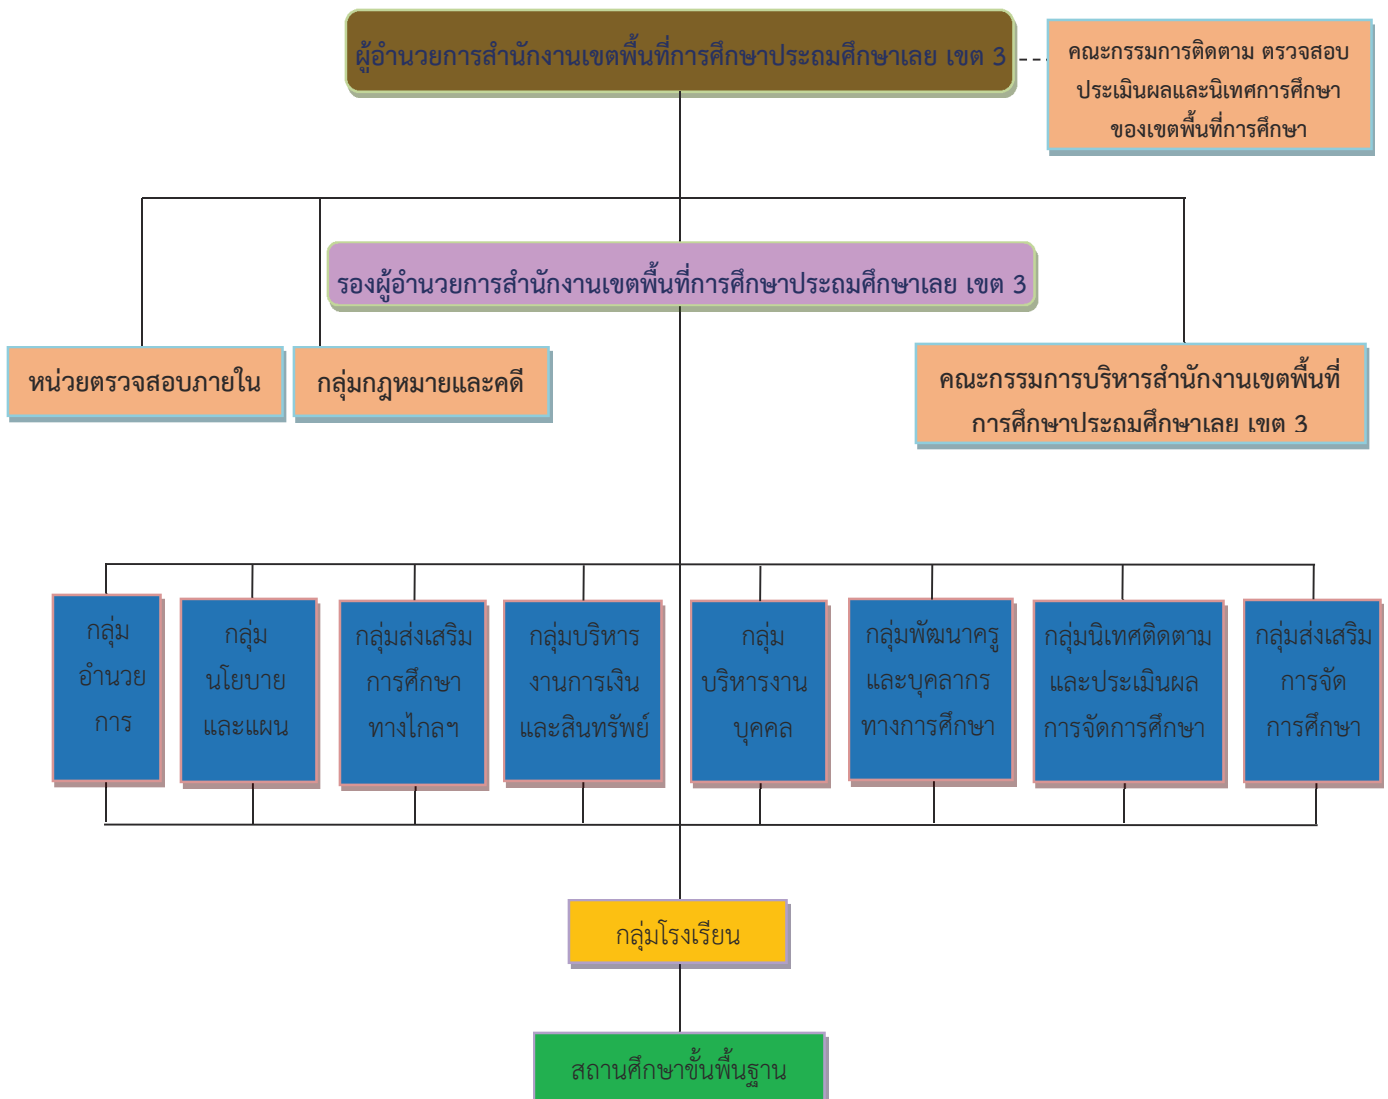 ผู้อำนวยการสำนักงานเขตพื้นที่การศึกษาประถมศึกษาเลย เขต 3
คณะกรรมการติดตาม ตรวจสอบ
ประเมินผลและนิเทศการศึกษา
ของเขตพื้นที่การศึกษา
รองผู้อำนวยการสำนักงานเขตพื้นที่การศึกษาประถมศึกษาเลย เขต 3
หน่วยตรวจสอบภายใน
กลุ่มกฎหมายและคดี
คณะกรรมการบริหารสำนักงานเขตพื้นที่
การศึกษาประถมศึกษาเลย เขต 3
กลุ่ม
อำนวย
การ
กลุ่ม
นโยบาย
และแผน
กลุ่มส่งเสริม
การศึกษา
ทางไกลฯ
กลุ่มบริหาร
งานการเงิน
และสินทรัพย์
กลุ่ม
บริหารงาน
บุคคล
กลุ่มพัฒนาครู
และบุคลากร
ทางการศึกษา
กลุ่มนิเทศติดตาม
และประเมินผล
การจัดการศึกษา
กลุ่มส่งเสริม
การจัด
การศึกษา
กลุ่มโรงเรียน
สถานศึกษาขั้นพื้นฐาน